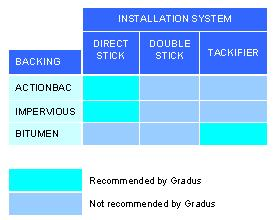 INSTALLATION SYSTEM
DIRECT DOUBLE TACKIFIER
STICK STICK
BACKING
ACTIONBAC
IMPERVIOUS
BITUMEN
Recommended by Gradus
Not recommended by Gradus